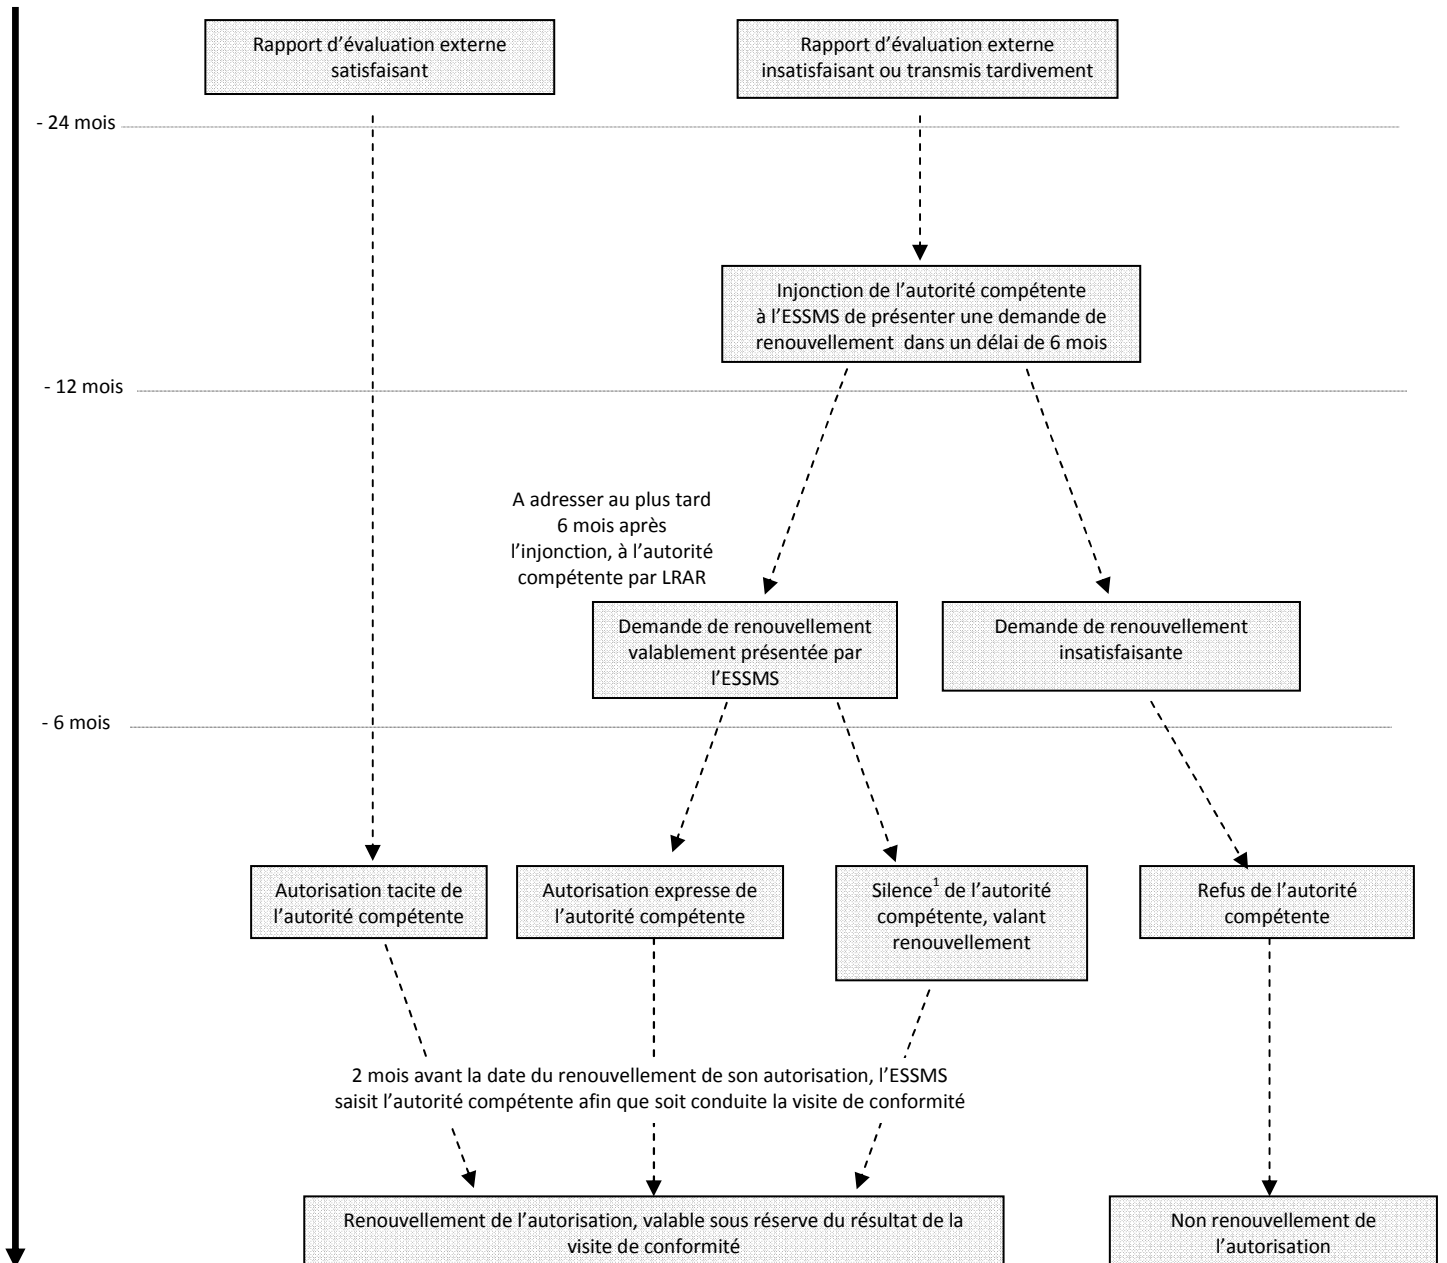 Rapport d’évaluation externe
satisfaisant
Rapport d’évaluation externe
insatisfaisant ou transmis tardivement
- 24 mois
Injonction de l’autorité compétente
à l’ESSMS de présenter une demande de
renouvellement dans un délai de 6 mois
- 12 mois
A adresser au plus tard
6 mois après
l’injonction, à l’autorité
compétente par LRAR
Demande de renouvellement
valablement présentée par
l’ESSMS
Demande de renouvellement
insatisfaisante
- 6 mois
Autorisation tacite de
l’autorité compétente
Autorisation expresse de
l’autorité compétente
Silence¹ de l’autorité
compétente, valant
renouvellement
Refus de l’autorité
compétente
2 mois avant la date du renouvellement de son autorisation, l’ESSMS
saisit l’autorité compétente afin que soit conduite la visite de conformité
Renouvellement de l’autorisation, valable sous réserve du résultat de la
visite de conformité
Non renouvellement de
l’autorisation